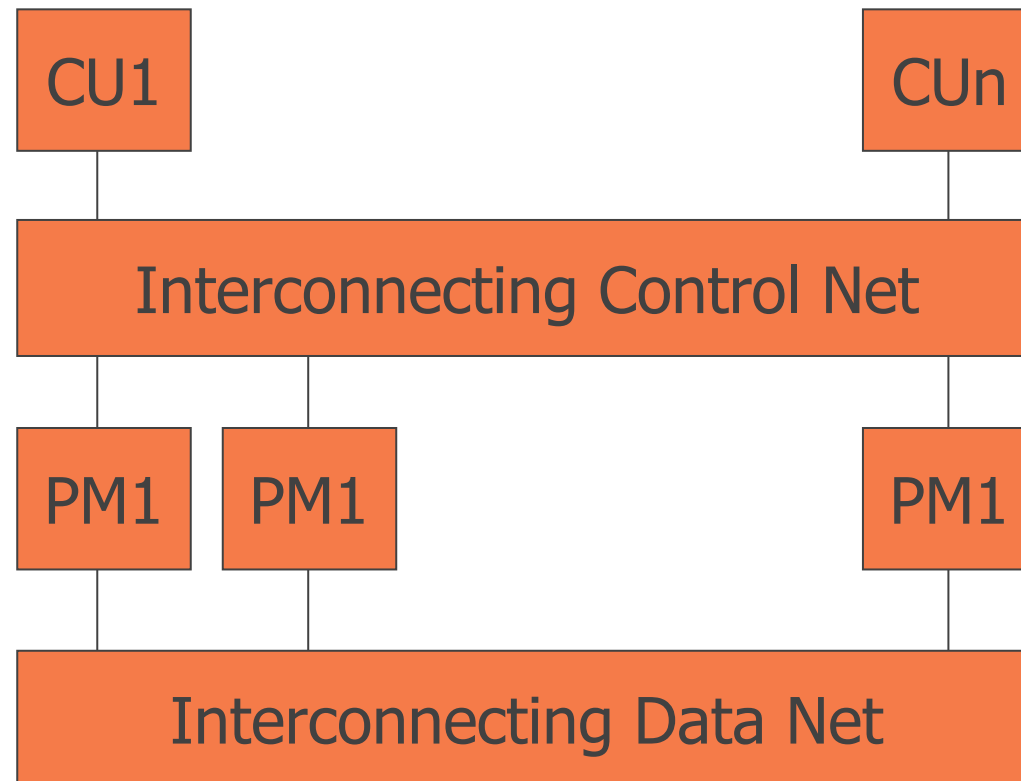 CU1
CUn
Interconnecting Control Net
PM1
PM1
PM1
Interconnecting Data Net